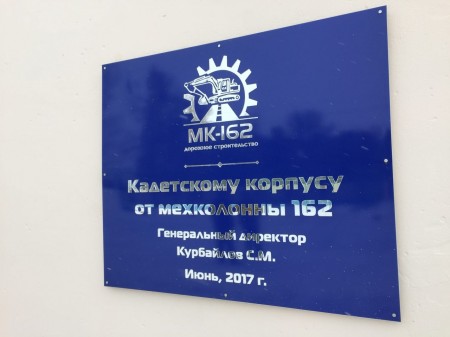 МК-162
дорожное строительство
Кадетскому корпусу
от мехколонны 162
Генеральный директор
Курбайлов С.М.
Июнь, 2017 г.